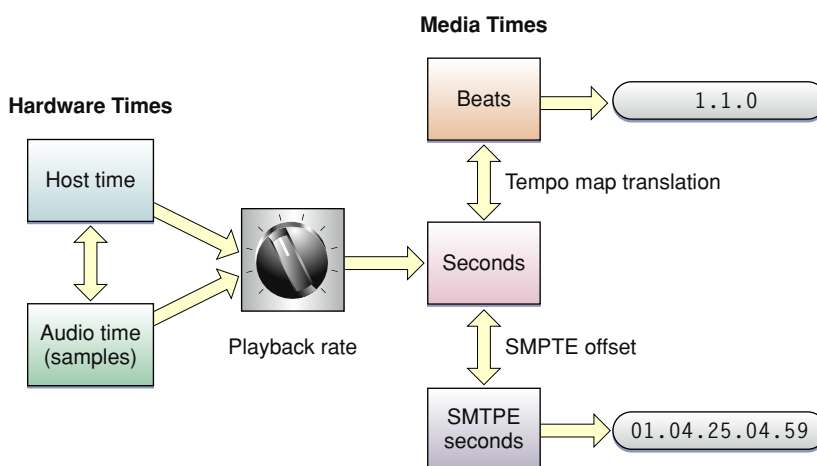 Media Times
Hardware Times
Beats
1.1.0
Host time
Tempo map translation
Seconds
Audio time
(samples)
Playback rate
SMPTE offset
SMTPE
seconds
01.04.25.04.59